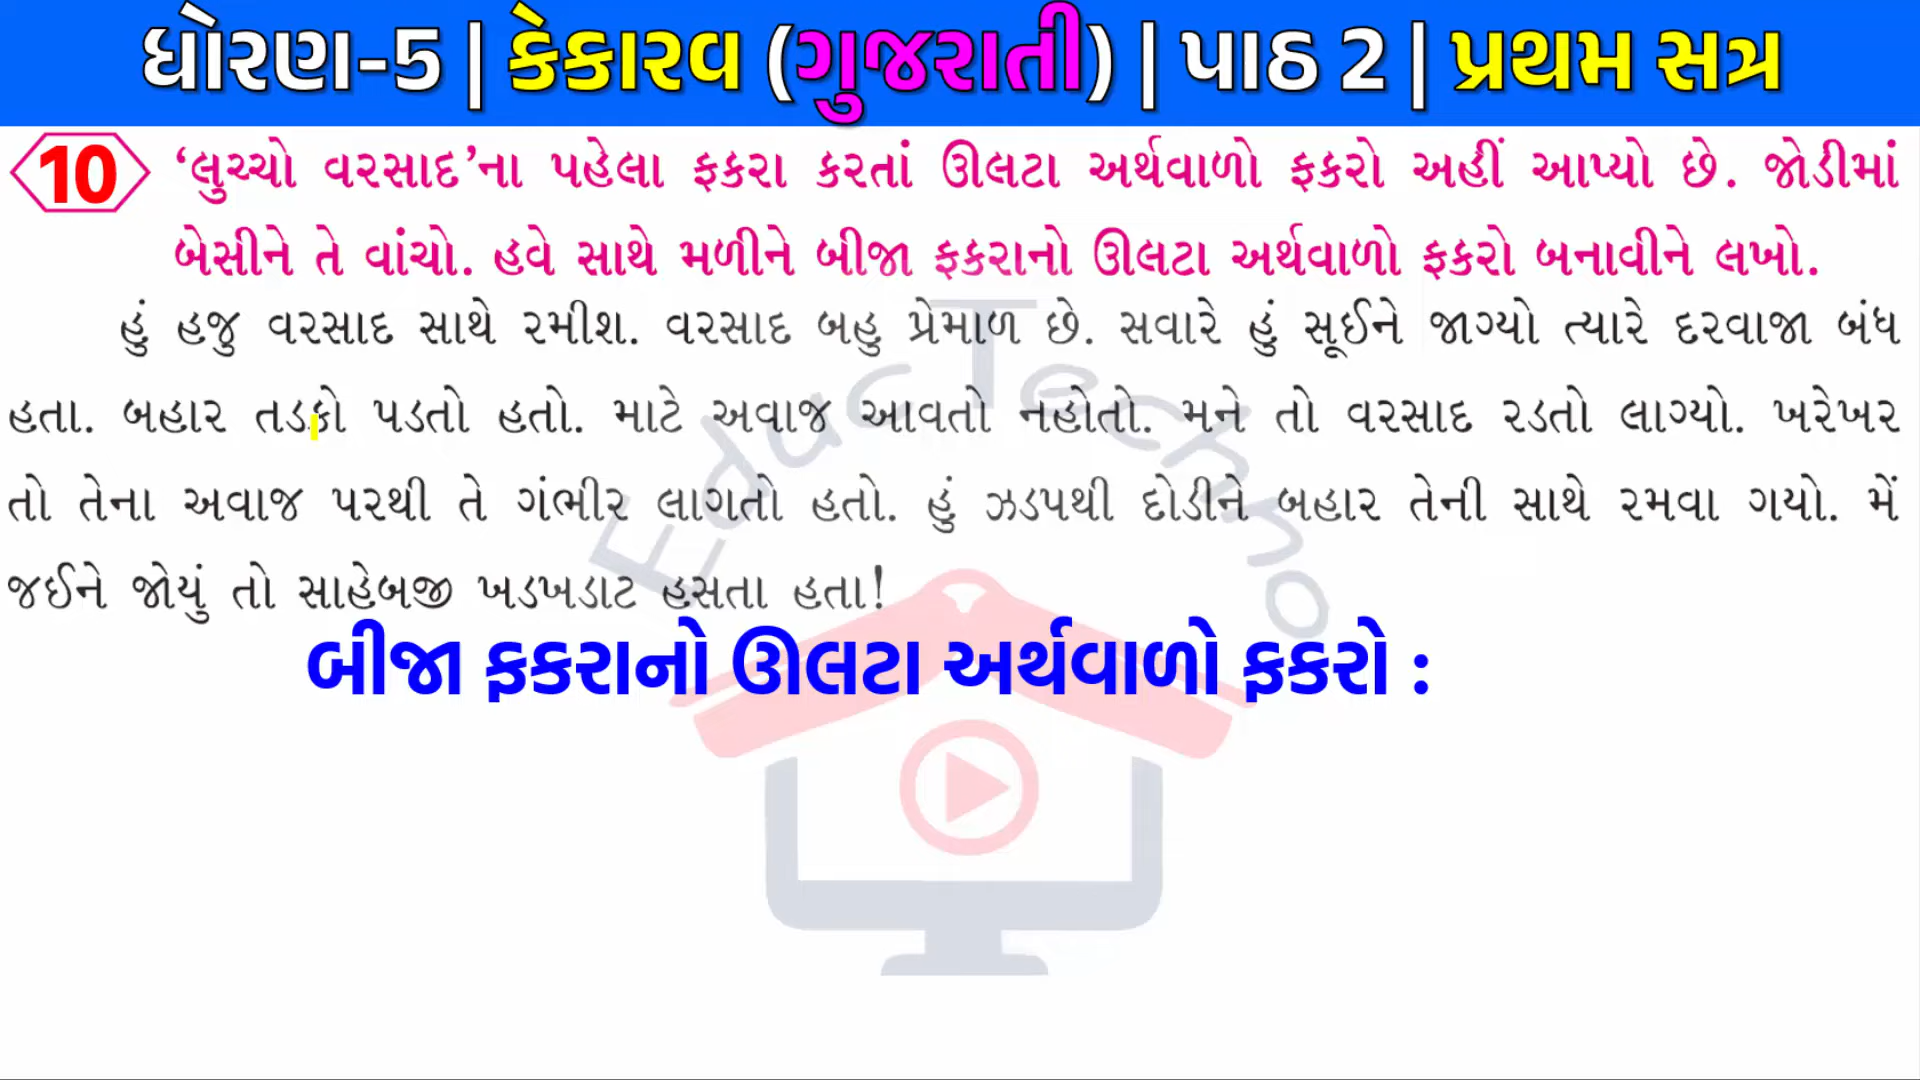 ધોરણ-5 | કેકારવ (ગુજરાતી) | પાઠ 2 | પ્રથમ સત્ર
10 ‘લુચ્ચો વરસાદ’ના પહેલા ફકરા કરતાં ઊલટા અર્થવાળો ફકરો અહીં આપ્યો છે. જોડીમાં
બેસીને તે વાંચો. હવે સાથે મળીને બીજા ફકરાનો ઊલટા અર્થવાળો ફકરો બનાવીને લખો.
હું હજુ વરસાદ સાથે રમીશ. વરસાદ બહુ પ્રેમાળ છે. સવારે હું સૂઈને જાગ્યો ત્યારે દરવાજા બંધ
હતા. બહાર તડકો પડતો હતો. માટે અવાજ આવતો નહોતો. મને તો વરસાદ રડતો લાગ્યો. ખરેખર
તો તેના અવાજ પરથી તે ગંભીર લાગતો હતો. હું ઝડપથી દોડીને બહાર તેની સાથે રમવા ગયો. મેં
જઈને જોયું તો સાહેબજી ખડખડાટ હસતા હતા!
EducTechno
બીજા ફકરાનો ઊલટા અર્થવાળો ફકરો :